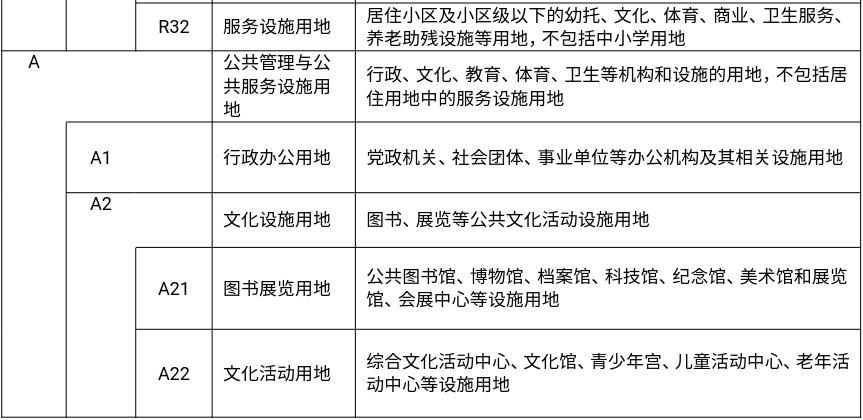 R32
服务设施用地
居住小区及小区级以下的幼托、文化、体育、商业、卫生服务、
养老助残设施等用地，不包括中小学用地
A
公共管理与公
共服务设施用
地
行政、文化、教育、体育、卫生等机构和设施的用地，不包括居
住用地中的服务设施用地
A1
行政办公用地
党政机关、社会团体、事业单位等办公机构及其相关设施用地
A2
文化设施用地
图书、展览等公共文化活动设施用地
A21
图书展览用地
公共图书馆、博物馆、档案馆、科技馆、纪念馆、美术馆和展览
馆、会展中心等设施用地
A22
文化活动用地
综合文化活动中心、文化馆、青少年宫、儿童活动中心、老年活
动中心等设施用地